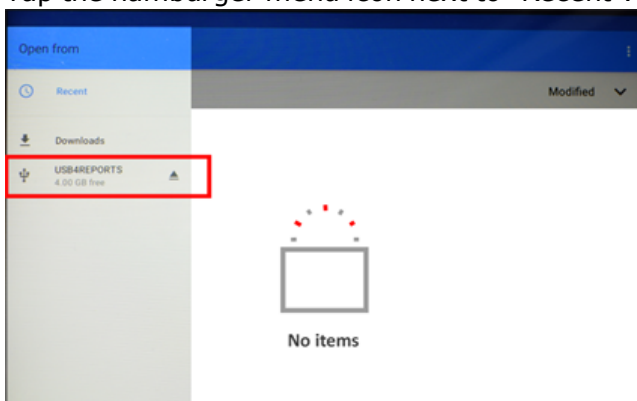 Tap the hamburger menu icon next to "Recent".
Open from
Recent
Modified
Downloads
USB4REPORTS
4.00 GB free
No items